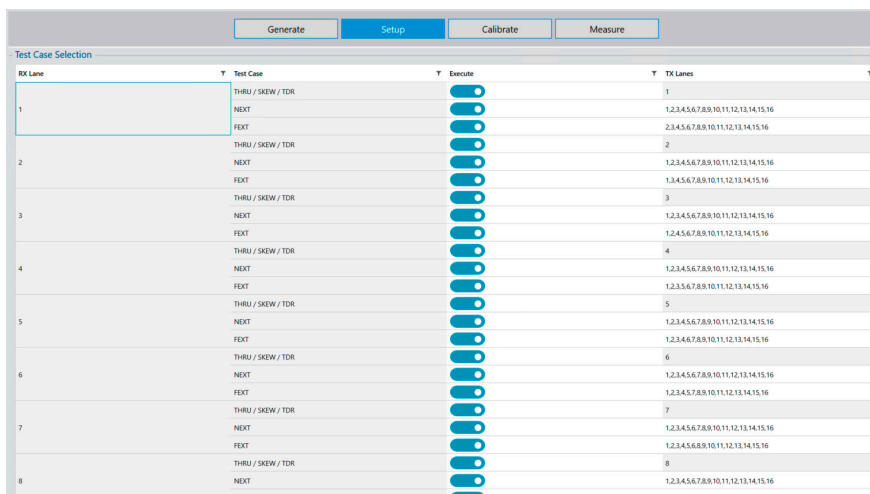 Generate Setup Calibrate Measure
Test Case Selection
RX Lane Test Case Execute TX Lanes
THRU / SKEW / TDR 1
1 NEXT 1,2,3,4,5,6,7,8,9,10,11,12,13,14,15,16
FEXT 2,3,4,5,6,7,8,9,10,11,12,13,14,15,16
THRU / SKEW / TDR 2
2 NEXT 1,2,3,4,5,6,7,8,9,10,11,12,13,14,15,16
FEXT 1,3,4,5,6,7,8,9,10,11,12,13,14,15,16
THRU / SKEW / TDR 3
3 NEXT 1,2,3,4,5,6,7,8,9,10,11,12,13,14,15,16
FEXT 1,2,4,5,6,7,8,9,10,11,12,13,14,15,16
THRU / SKEW / TDR 4
4 NEXT 1,2,3,4,5,6,7,8,9,10,11,12,13,14,15,16
FEXT 1,2,3,5,6,7,8,9,10,11,12,13,14,15,16
THRU / SKEW / TDR 5
5 NEXT 1,2,3,4,5,6,7,8,9,10,11,12,13,14,15,16
FEXT 1,2,3,4,6,7,8,9,10,11,12,13,14,15,16
THRU / SKEW / TDR 6
6 NEXT 1,2,3,4,5,6,7,8,9,10,11,12,13,14,15,16
FEXT 1,2,3,4,5,7,8,9,10,11,12,13,14,15,16
THRU / SKEW / TDR 7
7 NEXT 1,2,3,4,5,6,7,8,9,10,11,12,13,14,15,16
FEXT 1,2,3,4,5,6,8,9,10,11,12,13,14,15,16
THRU / SKEW / TDR 8
8 NEXT 1,2,3,4,5,6,7,8,9,10,11,12,13,14,15,16